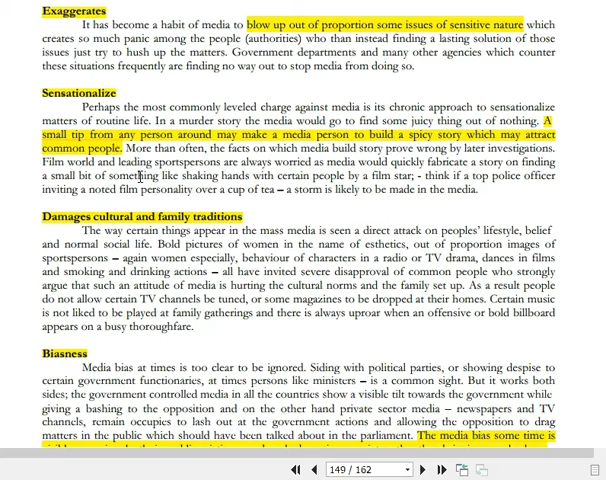 Exaggerates
It has become a habit of media to blow up out of proportion some issues of sensitive nature which
creates so much panic among the people (authorities) who than instead finding a lasting solution of those
issues just try to hush up the matters. Government departments and many other agencies which counter
these situations frequently are finding no way out to stop media from doing so.
Sensationalize
Perhaps the most commonly leveled charge against media is its chronic approach to sensationalize
matters of routine life. In a murder story the media would go to find some juicy thing out of nothing. A
small tip from any person around may make a media person to build a spicy story which may attract
common people. More than often, the facts on which media build story prove wrong by later investigations.
Film world and leading sportspersons are always worried as media would quickly fabricate a story on finding
a small bit of something like shaking hands with certain people by a film star; - think if a top police officer
inviting a noted film personality over a cup of tea – a storm is likely to be made in the media.
Damages cultural and family traditions
The way certain things appear in the mass media is seen a direct attack on peoples' lifestyle, belief
and normal social life. Bold pictures of women in the name of esthetics, out of proportion images of
sportspersons – again women especially, behaviour of characters in a radio or TV drama, dances in films
and smoking and drinking actions – all have invited severe disapproval of common people who strongly
argue that such an attitude of media is hurting the cultural norms and the family set up. As a result people
do not allow certain TV channels be tuned, or some magazines to be dropped at their homes. Certain music
is not liked to be played at family gatherings and there is always uproar when an offensive or bold billboard
appears on a busy thoroughfare.
Biasness
Media bias at times is too clear to be ignored. Siding with political parties, or showing despise to
certain government functionaries, at times persons like ministers – is a common sight. But it works both
sides; the government controlled media in all the countries show a visible tilt towards the government while
giving a bashing to the opposition and on the other hand private sector media – newspapers and TV
channels, remain occupies to lash out at the government actions and allowing the opposition to drag
matters in the public which should have been talked about in the parliament. The media bias some time is
149 / 162